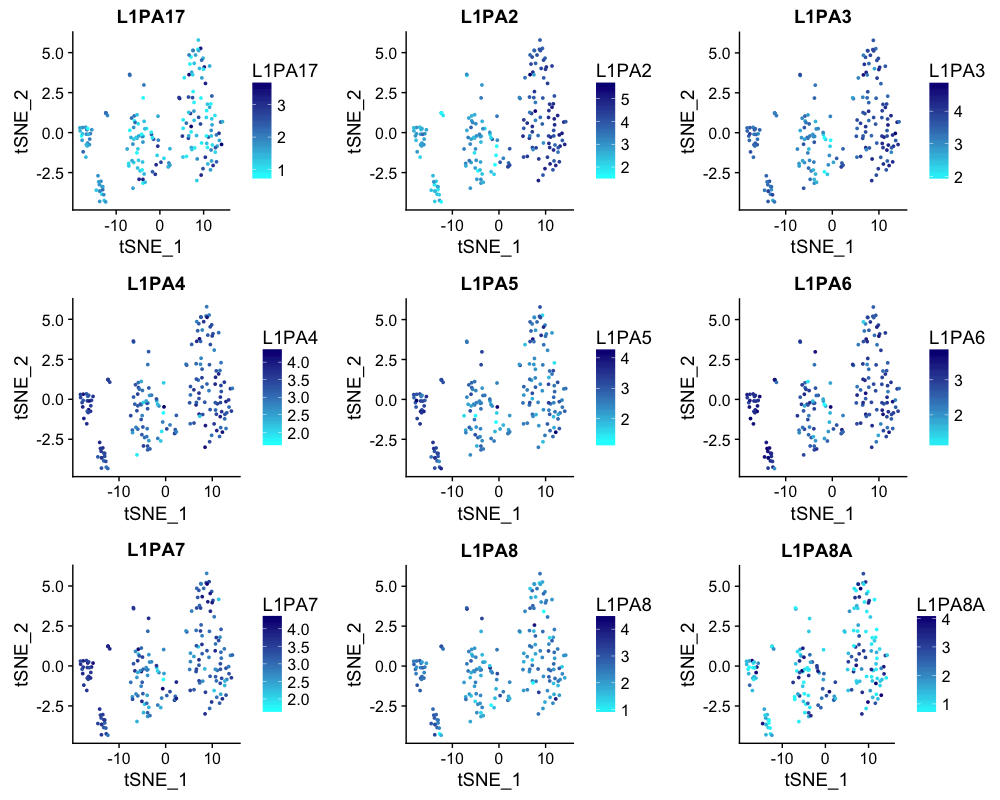 L1PA17
L1PA2
L1PA3
5.0
2.5
0.0
-2.5
tSNE_2
-10 0 10
tSNE_1
L1PA17
3
2
1
5.0
2.5
0.0
-2.5
tSNE_2
-10 0 10
tSNE_1
L1PA2
5
4
3
2
5.0
2.5
0.0
-2.5
tSNE_2
-10 0 10
tSNE_1
L1PA3
4
3
2
L1PA4
L1PA5
L1PA6
5.0
2.5
0.0
-2.5
tSNE_2
-10 0 10
tSNE_1
L1PA4
4.0
3.5
3.0
2.5
2.0
5.0
2.5
0.0
-2.5
tSNE_2
-10 0 10
tSNE_1
L1PA5
4
3
2
5.0
2.5
0.0
-2.5
tSNE_2
-10 0 10
tSNE_1
L1PA6
3
2
L1PA7
L1PA8
L1PA8A
5.0
2.5
0.0
-2.5
tSNE_2
-10 0 10
tSNE_1
L1PA7
4.0
3.5
3.0
2.5
2.0
5.0
2.5
0.0
-2.5
tSNE_2
-10 0 10
tSNE_1
L1PA8
4
3
2
1
5.0
2.5
0.0
-2.5
tSNE_2
-10 0 10
tSNE_1
L1PA8A
4
3
2
1